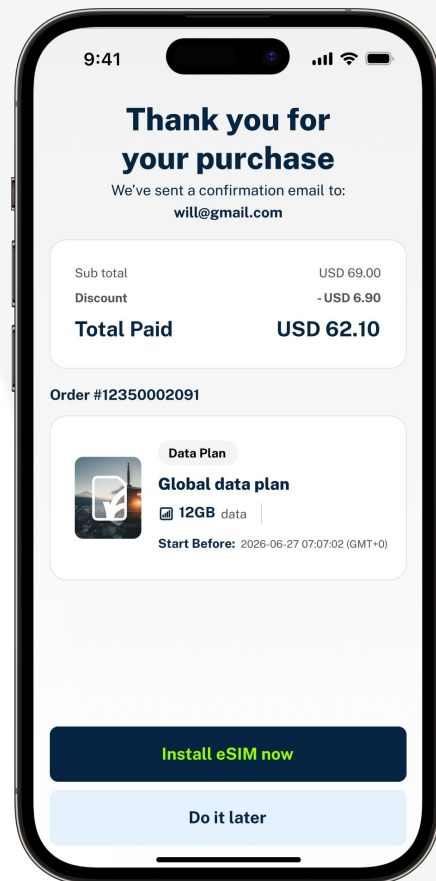 9:41
Thank you for
your purchase
We've sent a confirmation email to:
will@gmail.com
Sub total USD 69.00
Discount - USD 6.90
Total Paid USD 62.10
Order #12350002091
Data Plan
Global data plan
12GB data
Start Before: 2026-06-27 07:07:02 (GMT+0)
Install eSIM now
Do it later